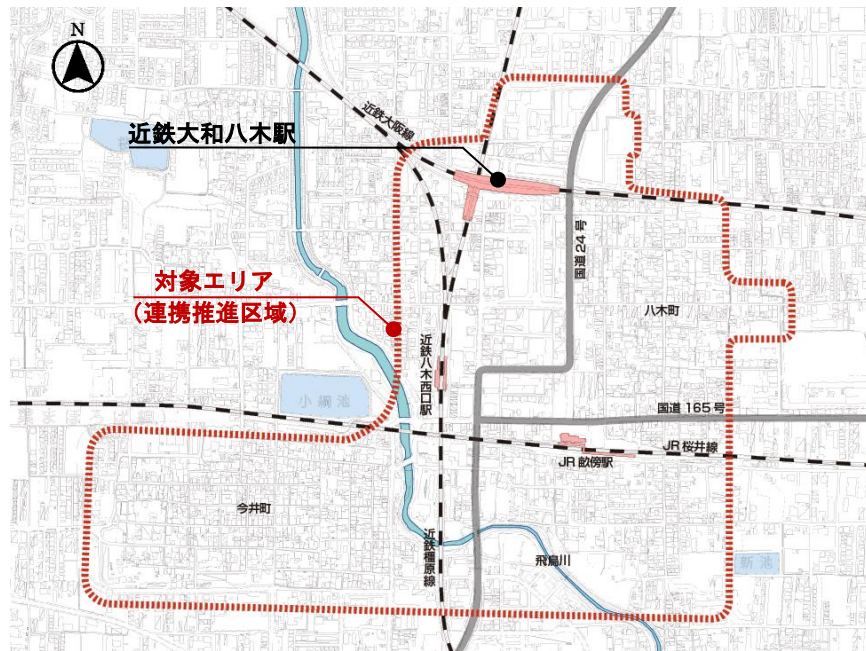 N
近鉄大阪線
近鉄大和八木駅
国道24号
対象エリア
（連携推進区域）
八木町
近鉄八木西口駅
小綱池
国道165号
JR桜井線
JR畝傍駅
今井町
近鉄橿原線
飛鳥川
新池